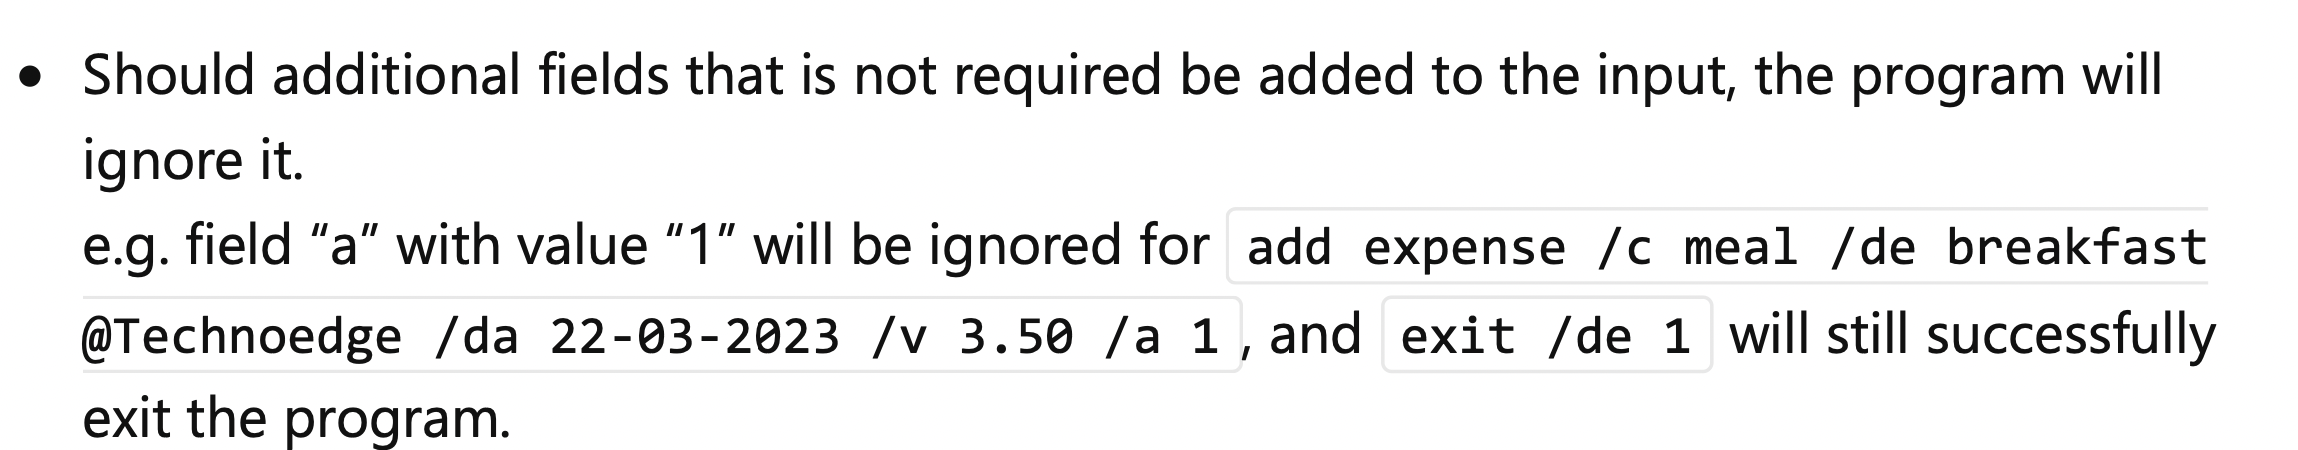 • Should additional fields that is not required be added to the input, the program will
ignore it.
e.g. field “a” with value “1” will be ignored for add expense /c meal /de breakfast
@Technoedge /da 22-03-2023 /v 3.50 /a 1 , and exit /de 1 will still successfully
exit the program.